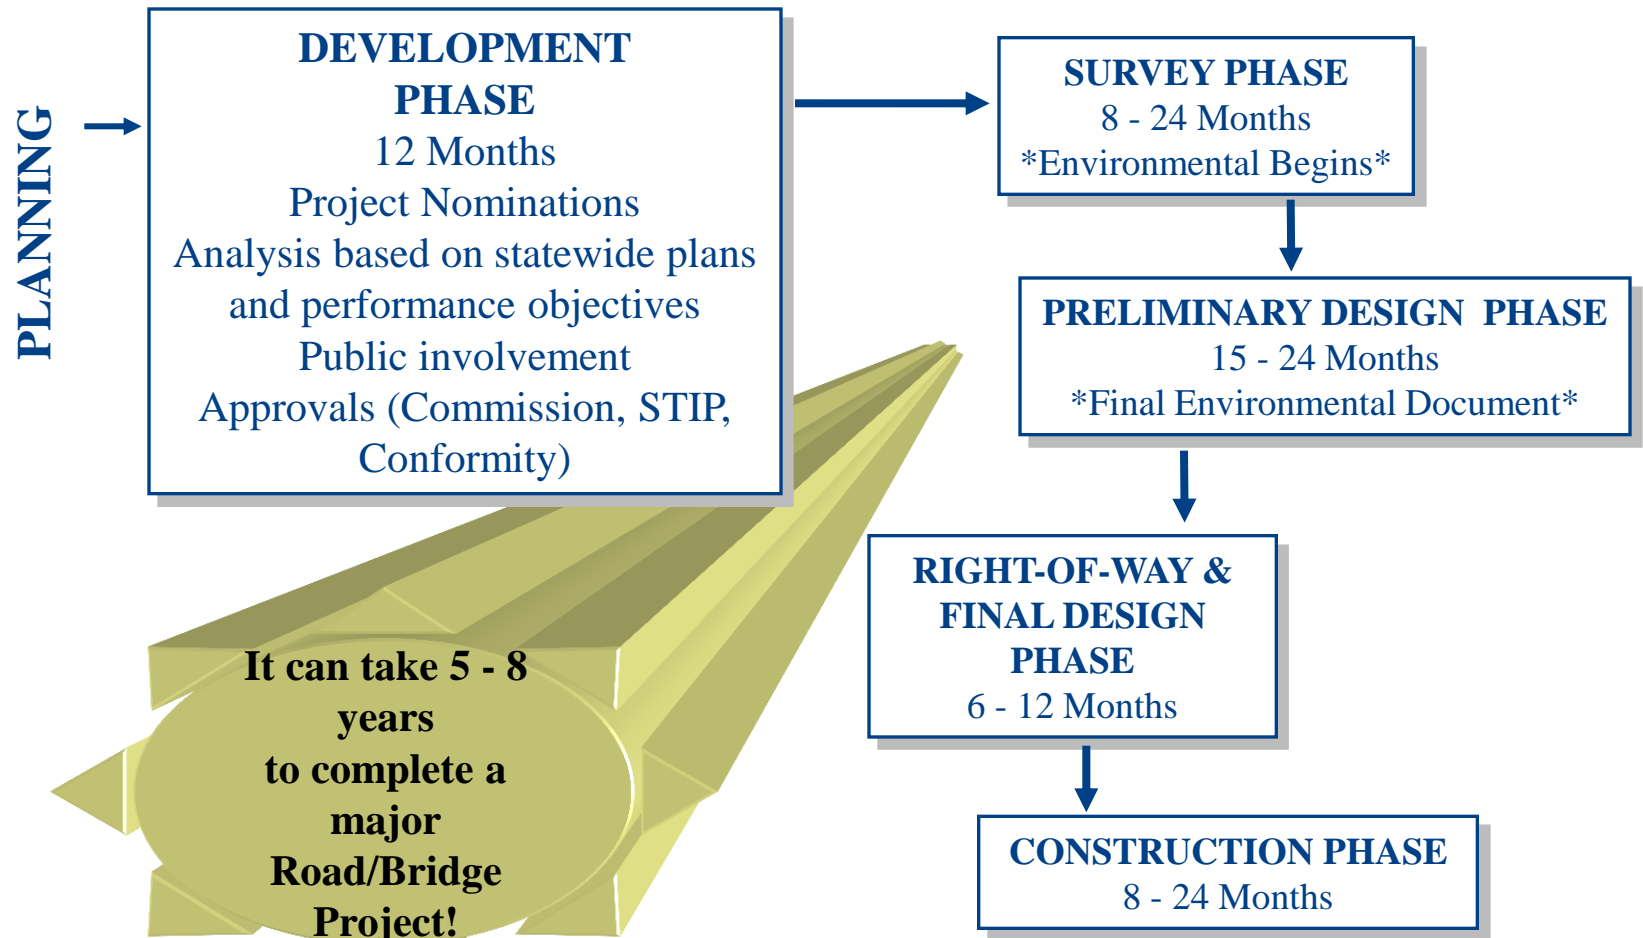 PLANNING
DEVELOPMENT
PHASE
12 Months
Project Nominations
Analysis based on statewide plans
and performance objectives
Public involvement
Approvals (Commission, STIP,
Conformity)
SURVEY PHASE
8 - 24 Months
*Environmental Begins*
PRELIMINARY DESIGN PHASE
15 - 24 Months
*Final Environmental Document*
RIGHT-OF-WAY &
FINAL DESIGN
PHASE
6 - 12 Months
CONSTRUCTION PHASE
8 - 24 Months
It can take 5 - 8
years
to complete a
major
Road/Bridge
Project!